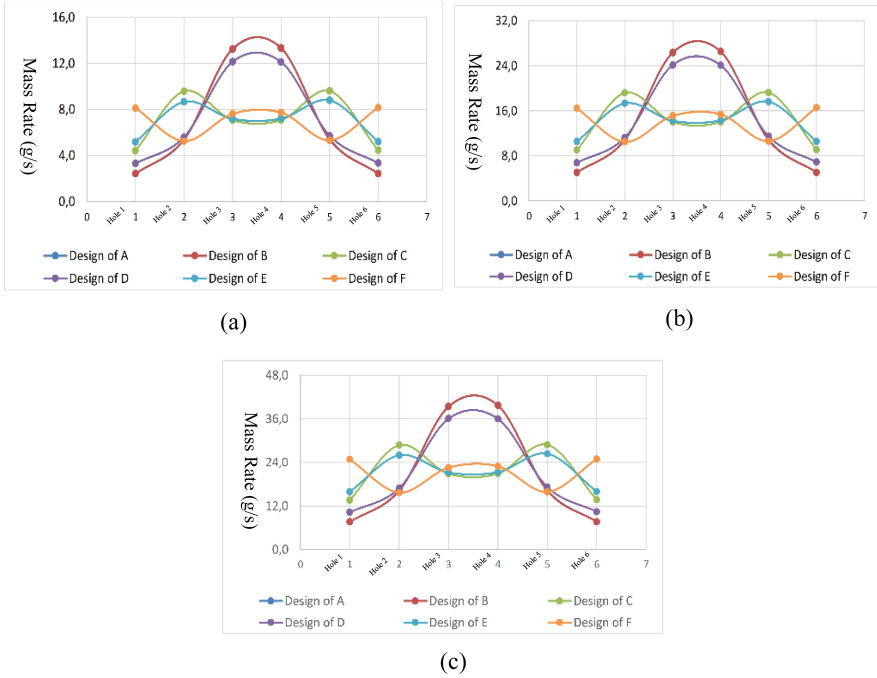 16,0
12,0
8,0
4,0
0,0
Mass Rate (g/s)
Hole 1 Hole 2 Hole 3 Hole 4 Hole 5 Hole 6
0 1 2 3 4 5 6 7
Design of A Design of B Design of C
Design of D Design of E Design of F
(a)
32,0
24,0
16,0
8,0
0,0
Mass Rate (g/s)
Hole 1 Hole 2 Hole 3 Hole 4 Hole 5 Hole 6
0 1 2 3 4 5 6 7
Design of A Design of B Design of C
Design of D Design of E Design of F
(b)
48,0
36,0
24,0
12,0
0,0
Mass Rate (g/s)
Hole 1 Hole 2 Hole 3 Hole 4 Hole 5 Hole 6
0 1 2 3 4 5 6 7
Design of A Design of B Design of C
Design of D Design of E Design of F
(c)